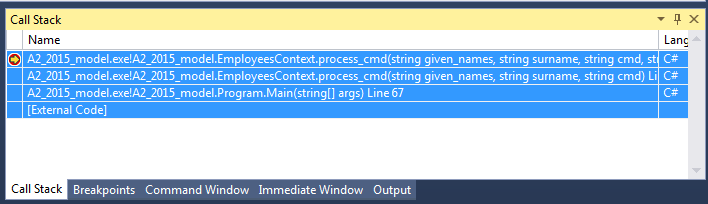 Call Stack
Name Lang
A2_2015_model.exe!A2_2015_model.EmployeesContext.process_cmd(string given_names, string surname, string cmd, st C#
A2_2015_model.exe!A2_2015_model.EmployeesContext.process_cmd(string given_names, string surname, string cmd) Li C#
A2_2015_model.exe!A2_2015_model.Program.Main(string[] args) Line 67 C#
[External Code]
Call Stack Breakpoints Command Window Immediate Window Output